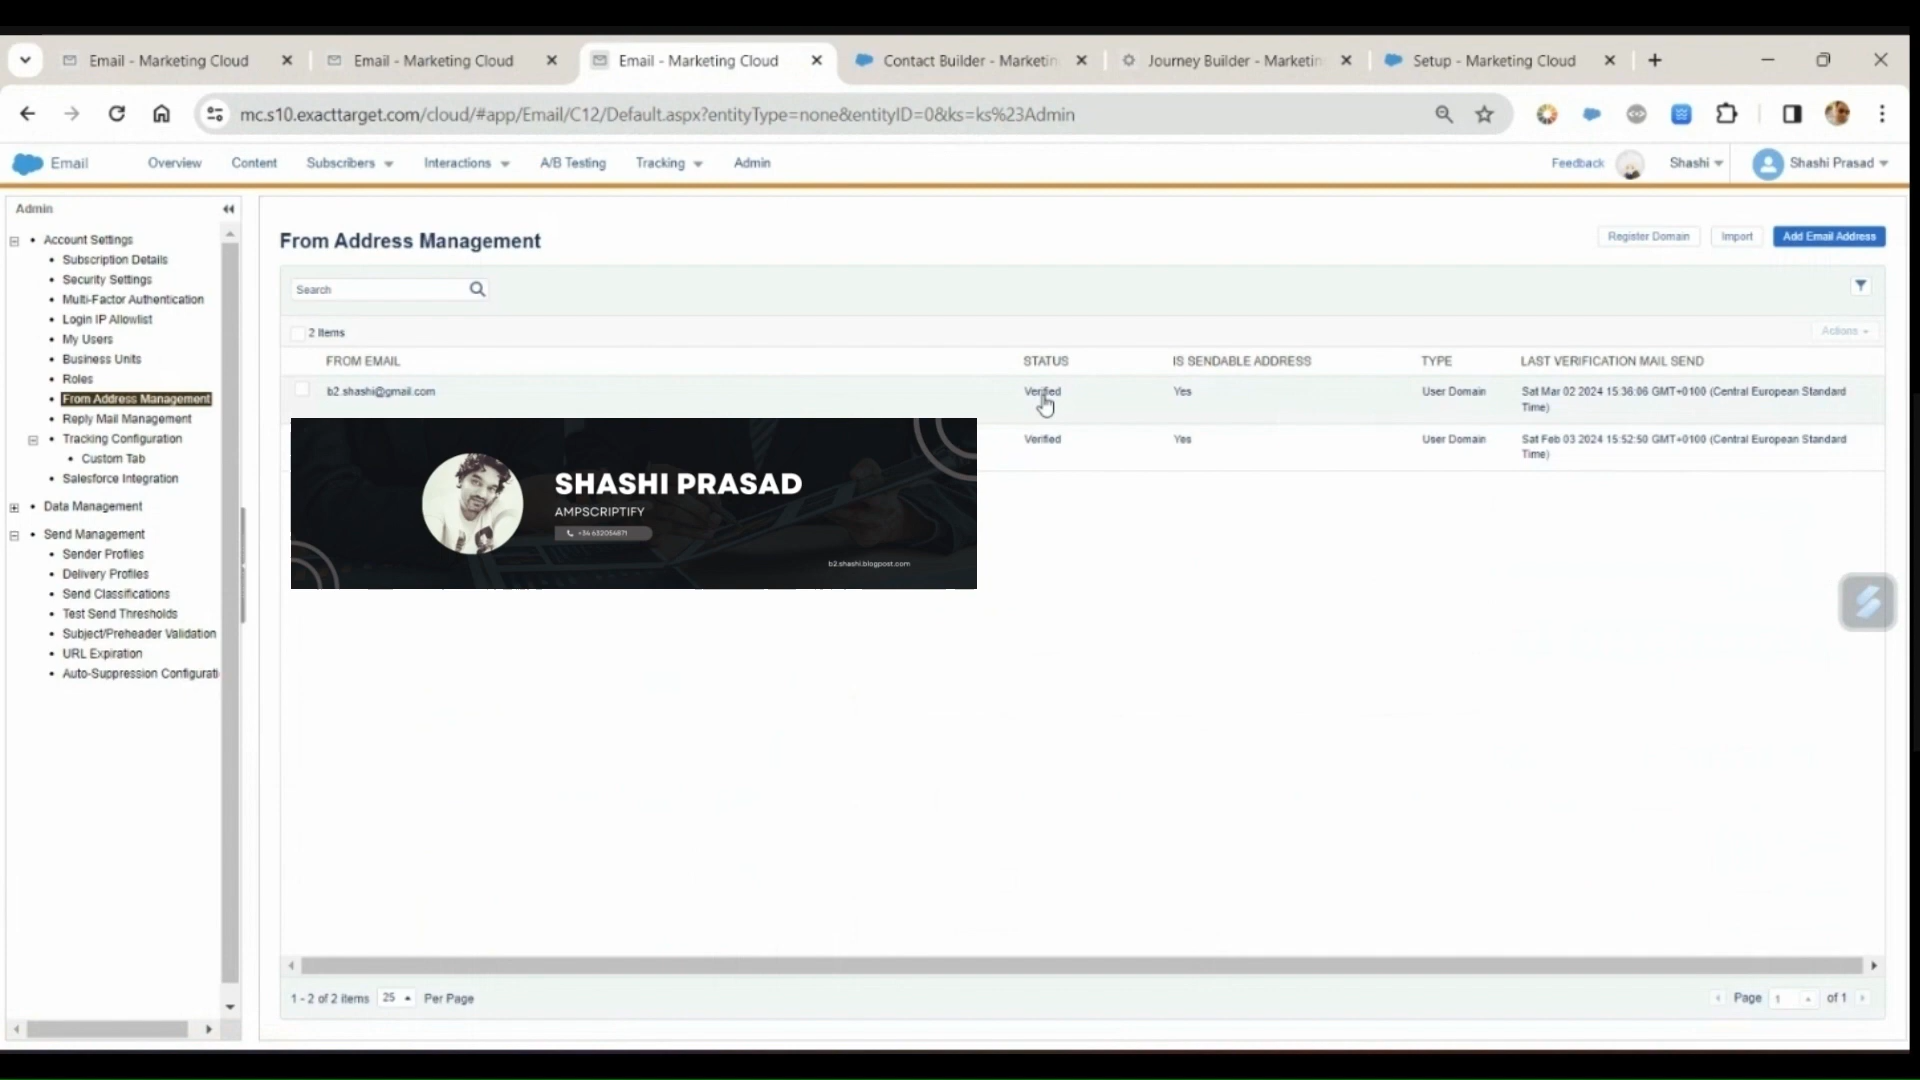 Email - Marketing Cloud
Email - Marketing Cloud
Email - Marketing Cloud
Contact Builder - Marketin
Journey Builder - Marketin
Setup - Marketing Cloud
mc.s10.exacttarget.com/cloud/#app/Email/C12/Default.aspx?entityType=none&entityID=0&ks=ks%23Admin
Email
Overview
Content
Subscribers
Interactions
A/B Testing
Tracking
Admin
Feedback
Shashi
Shashi Prasad
Admin
Account Settings
Subscription Details
Security Settings
Multi-Factor Authentication
Login IP Allowlist
My Users
Business Units
Roles
From Address Management
Reply Mail Management
Tracking Configuration
Custom Tab
Salesforce Integration
Data Management
Send Management
Sender Profiles
Delivery Profiles
Send Classifications
Test Send Thresholds
Subject/Preheader Validation
URL Expiration
Auto-Suppression Configurati
From Address Management
Register Domain
Import
Add Email Address
Search
2 Items
Actions
FROM EMAIL
STATUS
IS SENDABLE ADDRESS
TYPE
LAST VERIFICATION MAIL SEND
b2.shashi@gmail.com
Verified
Yes
User Domain
Sat Mar 02 2024 15:36:06 GMT+0100 (Central European Standard
Time)
Verified
Yes
User Domain
Sat Feb 03 2024 15:52:50 GMT+0100 (Central European Standard
Time)
SHASHI PRASAD
AMPSCRIPTIFY
+34 632054871
b2.shashi.blogpost.com
1 - 2 of 2 items
25
Per Page
Page
1
of 1